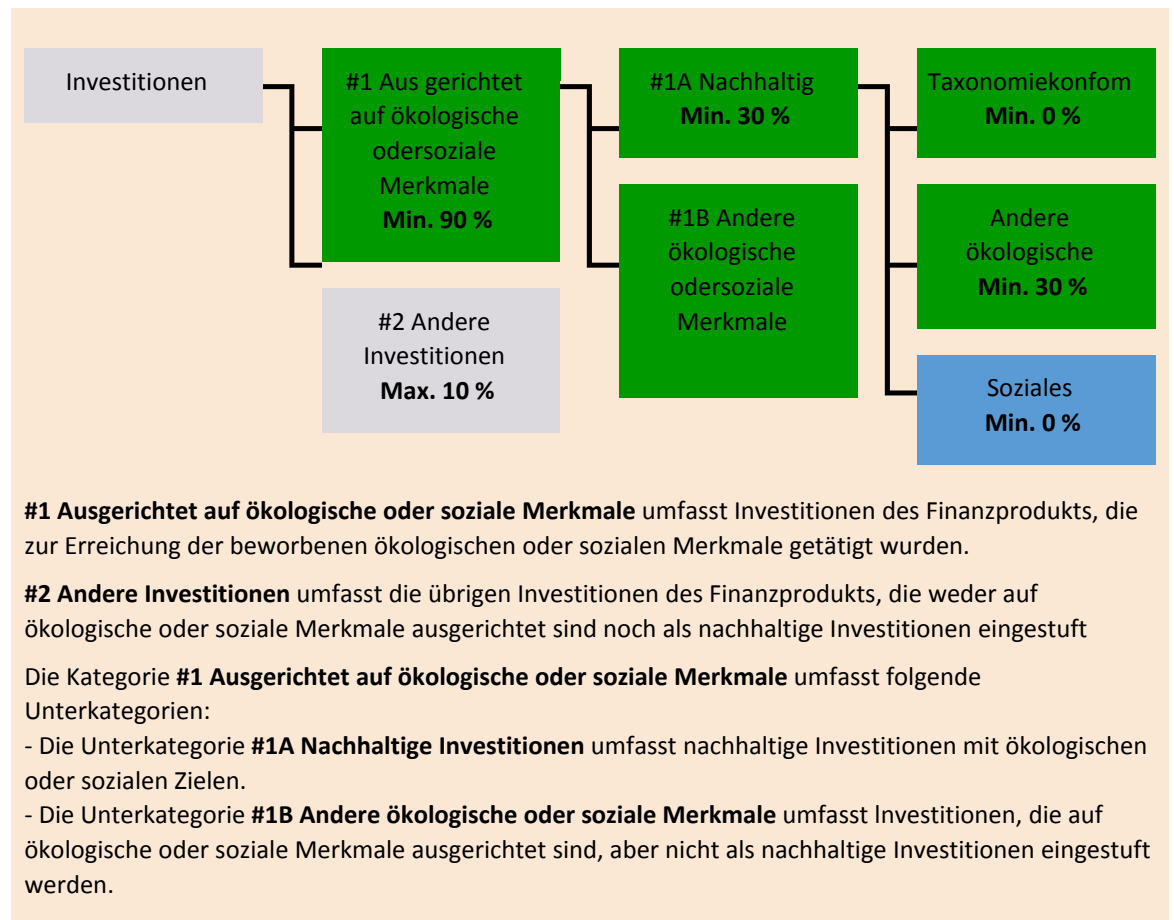 Investitionen
#1 Aus gerichtet
auf ökologische
odersoziale
Merkmale
Min. 90 %
#2 Andere
Investitionen
Max. 10 %
#1A Nachhaltig
Min. 30 %
#1B Andere
ökologische
odersoziale
Merkmale
Taxonomiekonfom
Min. 0 %
Andere
ökologische
Min. 30 %
Soziales
Min. 0 %
#1 Ausgerichtet auf ökologische oder soziale Merkmale umfasst Investitionen des Finanzprodukts, die
zur Erreichung der beworbenen ökologischen oder sozialen Merkmale getätigt wurden.
#2 Andere Investitionen umfasst die übrigen Investitionen des Finanzprodukts, die weder auf
ökologische oder soziale Merkmale ausgerichtet sind noch als nachhaltige Investitionen eingestuft
Die Kategorie #1 Ausgerichtet auf ökologische oder soziale Merkmale umfasst folgende
Unterkategorien:
- Die Unterkategorie #1A Nachhaltige Investitionen umfasst nachhaltige Investitionen mit ökologischen
oder sozialen Zielen.
- Die Unterkategorie #1B Andere ökologische oder soziale Merkmale umfasst lnvestitionen, die auf
ökologische oder soziale Merkmale ausgerichtet sind, aber nicht als nachhaltige Investitionen eingestuft
werden.